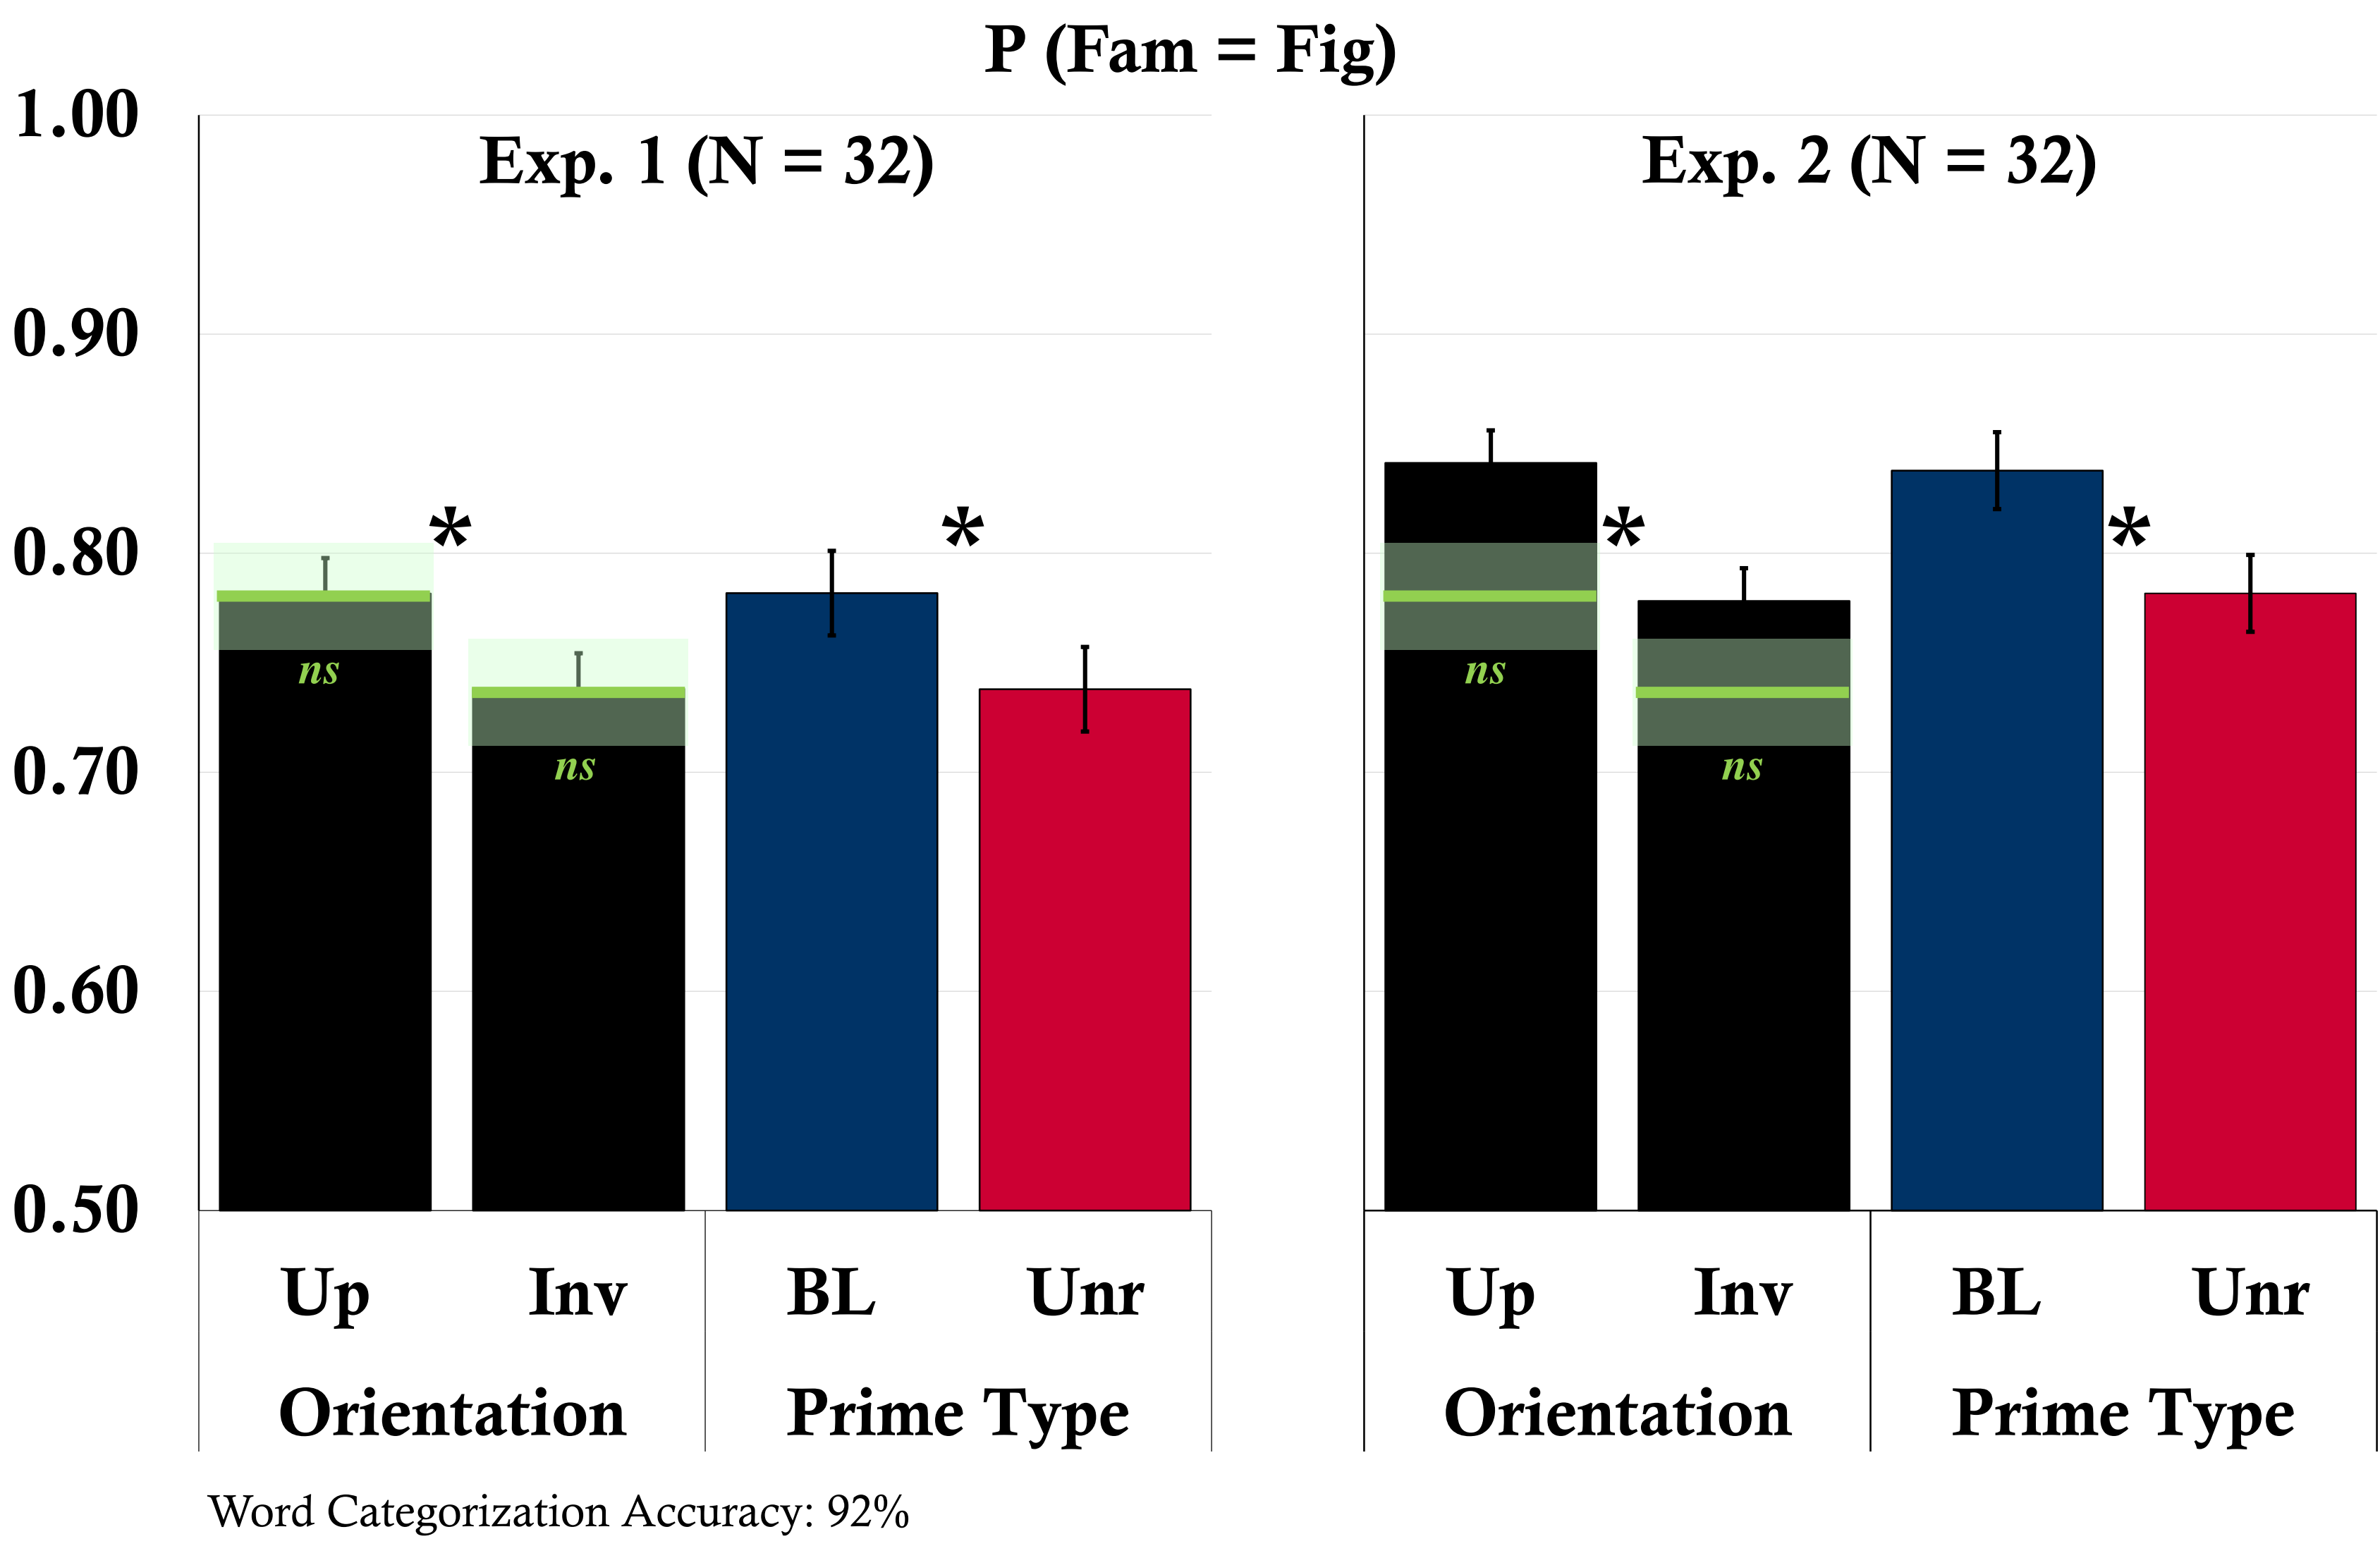 P (Fam = Fig)
Exp. 1 (N = 32)
Exp. 2 (N = 32)
1.00
0.90
0.80
0.70
0.60
0.50
*
*
*
*
ns
ns
ns
ns
Up Inv BL Unr
Orientation Prime Type
Up Inv BL Unr
Orientation Prime Type
Word Categorization Accuracy: 92%